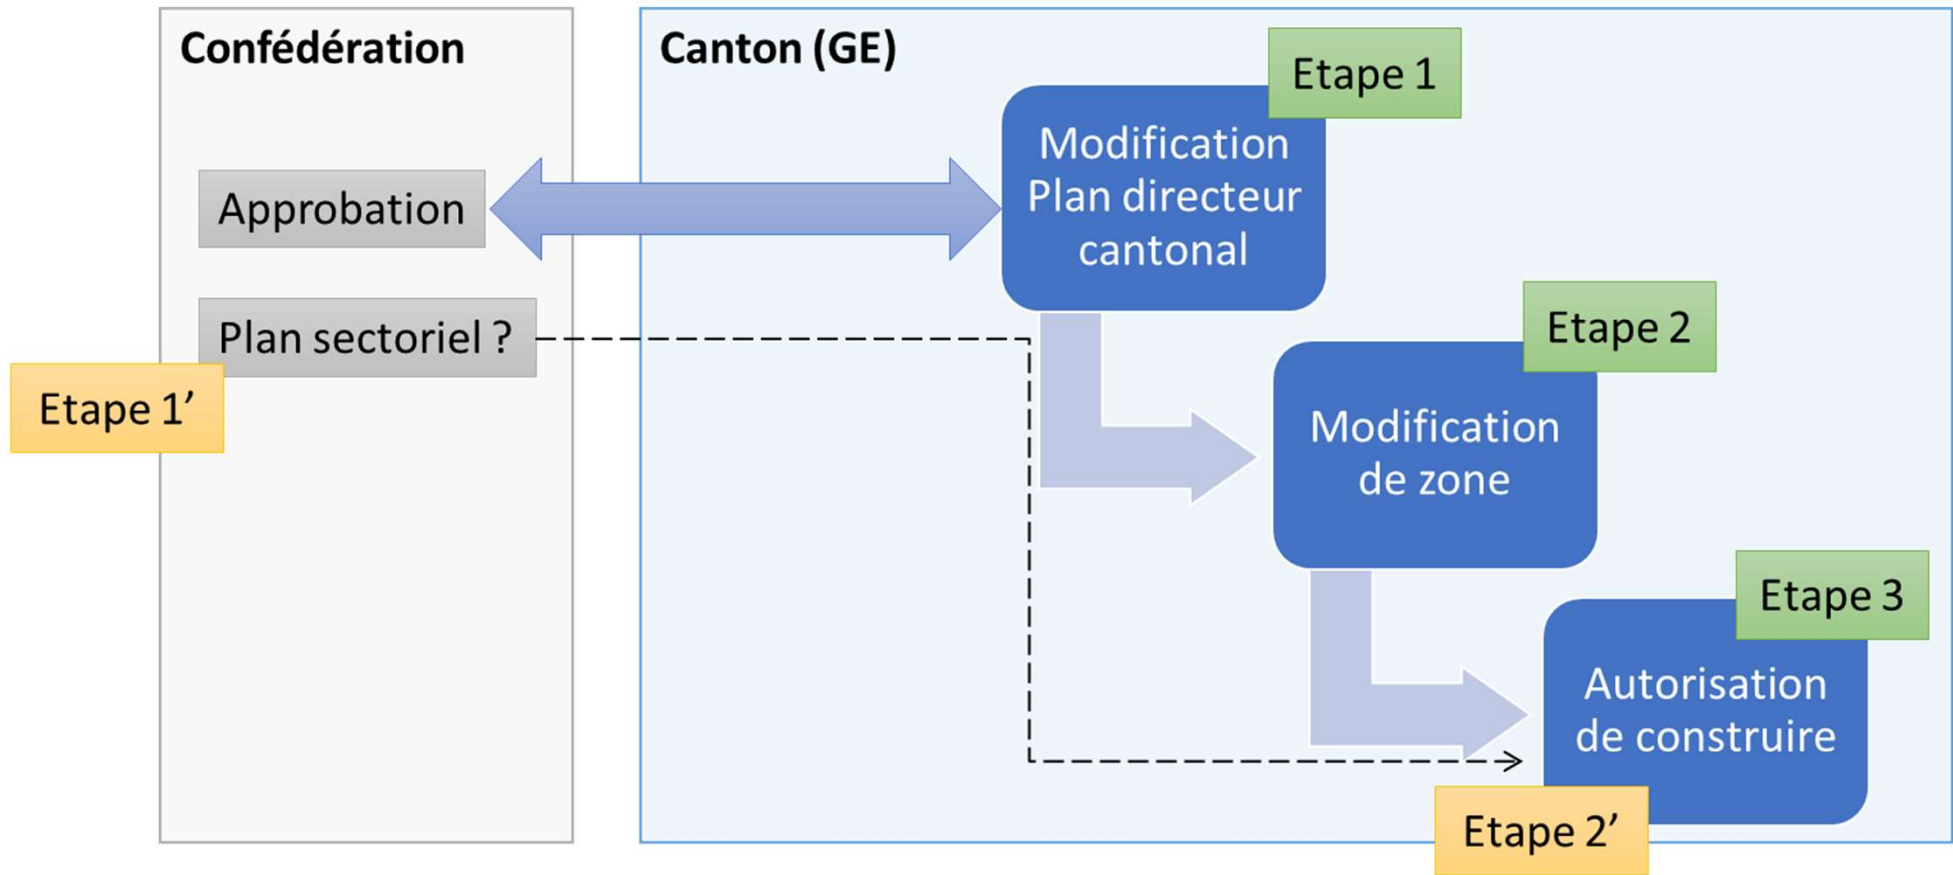 Confédération
Approbation
Plan sectoriel ?
Etape 1’
Canton (GE)
Etape 1
Modification
Plan directeur
cantonal
Etape 2
Modification
de zone
Etape 3
Autorisation
de construire
Etape 2’